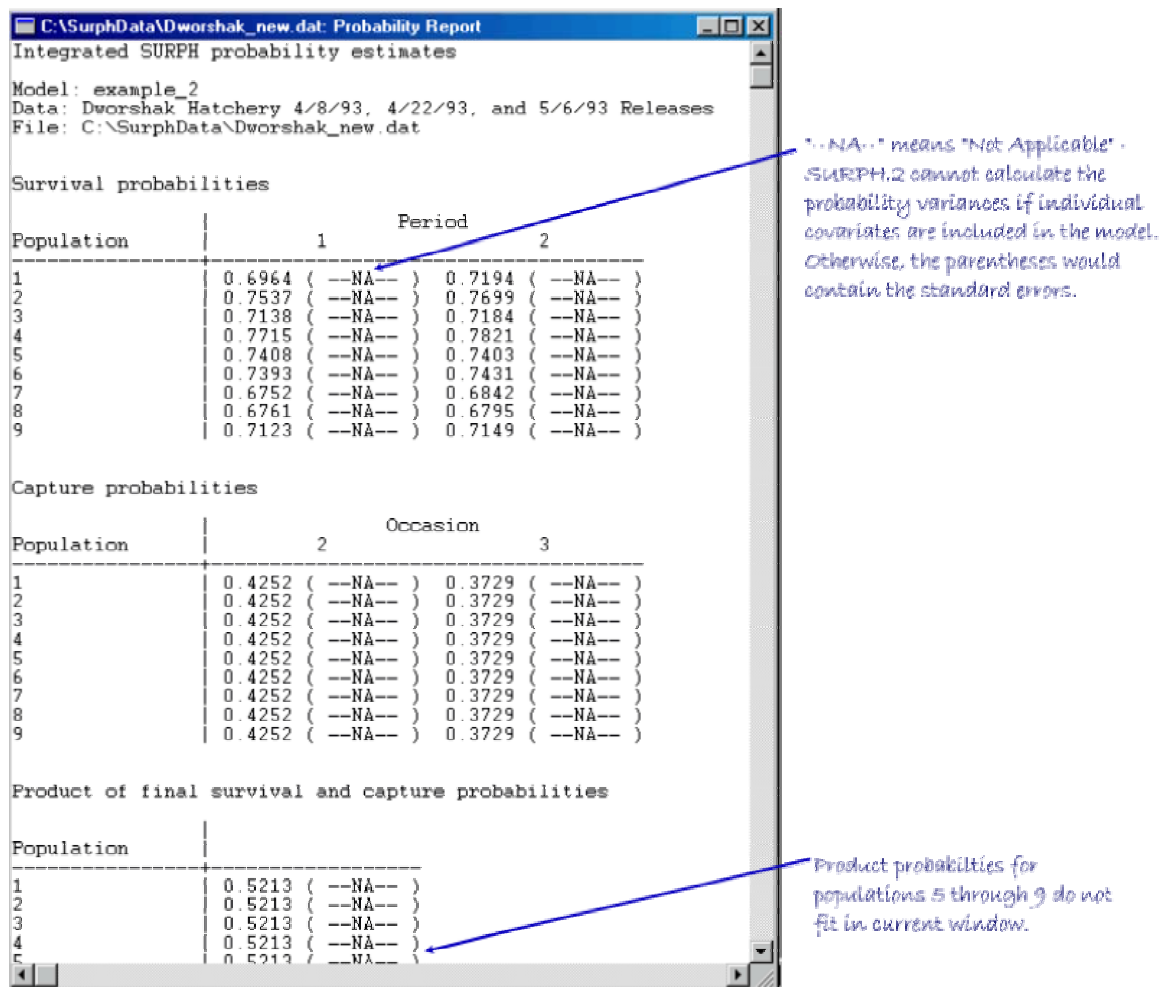 C:\SurphData\Dworshak_new.dat: Probability Report
Integrated SURPH probability estimates
Model: example_2
Data: Dworshak Hatchery 4/8/93, 4/22/93, and 5/6/93 Releases
File: C:\SurphData\Dworshak_new.dat
Survival probabilities
Period
Population | 1 2
1 | 0.6964 ( --NA-- ) 0.7194 ( --NA-- )
2 | 0.7537 ( --NA-- ) 0.7699 ( --NA-- )
3 | 0.7138 ( --NA-- ) 0.7184 ( --NA-- )
4 | 0.7715 ( --NA-- ) 0.7821 ( --NA-- )
5 | 0.7408 ( --NA-- ) 0.7403 ( --NA-- )
6 | 0.7393 ( --NA-- ) 0.7431 ( --NA-- )
7 | 0.6752 ( --NA-- ) 0.6842 ( --NA-- )
8 | 0.6761 ( --NA-- ) 0.6795 ( --NA-- )
9 | 0.7123 ( --NA-- ) 0.7149 ( --NA-- )
Capture probabilities
Occasion
Population | 2 3
1 | 0.4252 ( --NA-- ) 0.3729 ( --NA-- )
2 | 0.4252 ( --NA-- ) 0.3729 ( --NA-- )
3 | 0.4252 ( --NA-- ) 0.3729 ( --NA-- )
4 | 0.4252 ( --NA-- ) 0.3729 ( --NA-- )
5 | 0.4252 ( --NA-- ) 0.3729 ( --NA-- )
6 | 0.4252 ( --NA-- ) 0.3729 ( --NA-- )
7 | 0.4252 ( --NA-- ) 0.3729 ( --NA-- )
8 | 0.4252 ( --NA-- ) 0.3729 ( --NA-- )
9 | 0.4252 ( --NA-- ) 0.3729 ( --NA-- )
Product of final survival and capture probabilities
Population |
1 | 0.5213 ( --NA-- )
2 | 0.5213 ( --NA-- )
3 | 0.5213 ( --NA-- )
4 | 0.5213 ( --NA-- )
5 | 0.5213 ( --NA-- )
"--NA--" means "Not Applicable" -
SURPH.2 cannot calculate the
probability variances if individual
covariates are included in the model.
Otherwise, the parentheses would
contain the standard errors.
Product probabilties for
populations 5 through 9 do not
fit in current window.